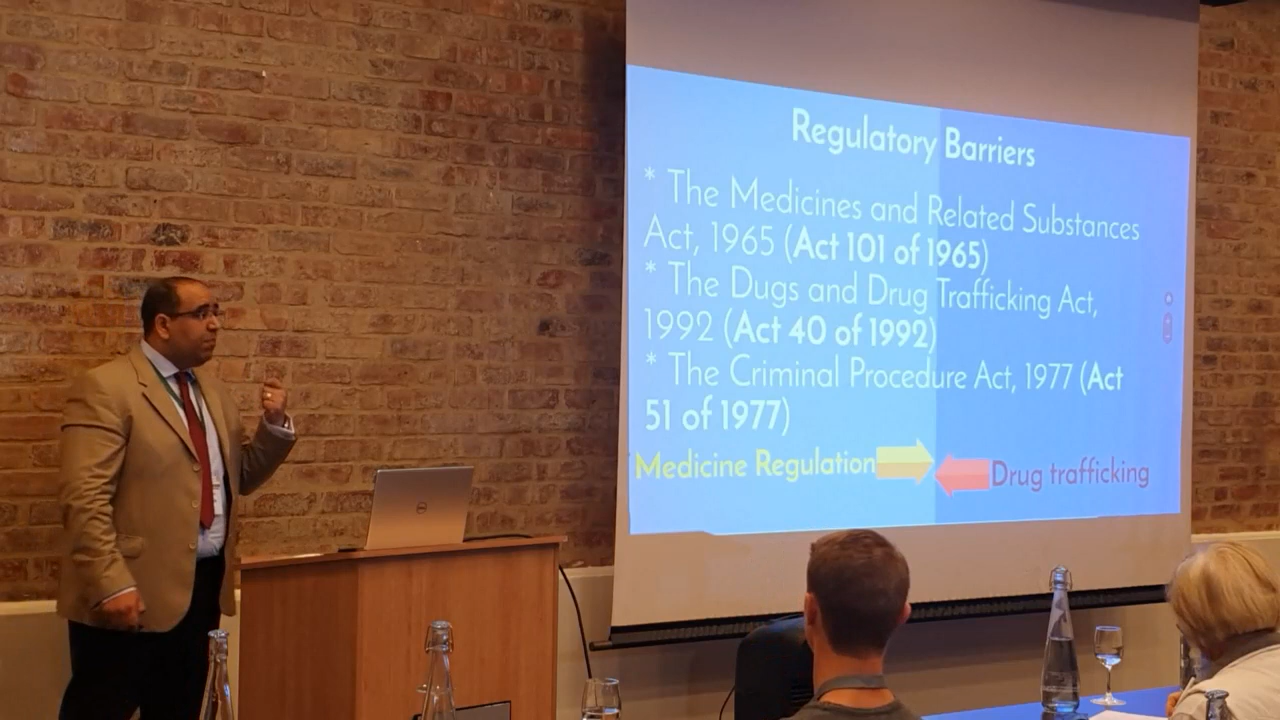 Regulatory Barriers
* The Medicines and Related Substances
Act, 1965 (Act 101 of 1965)
* The Dugs and Drug Trafficking Act,
1992 (Act 40 of 1992)
* The Criminal Procedure Act, 1977 (Act
51 of 1977)
Medicine Regulation
Drug trafficking
DELL